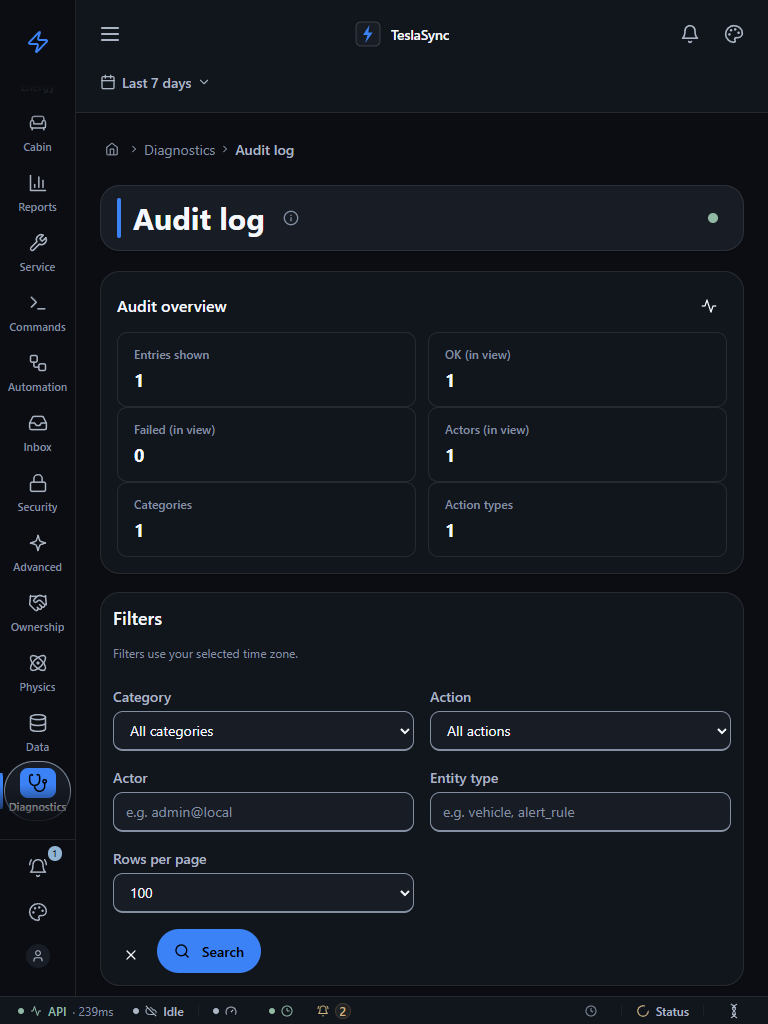 TeslaSync
Last 7 days
Energy
Cabin
Reports
Service
Commands
Automation
Inbox
Security
Advanced
Ownership
Physics
Data
Diagnostics
1
Diagnostics
Audit log
Audit log
Audit overview
Entries shown
1
OK (in view)
1
Failed (in view)
0
Actors (in view)
1
Categories
1
Action types
1
Filters
Filters use your selected time zone.
Category
Action
All categories
All actions
Actor
Entity type
e.g. admin@local
e.g. vehicle, alert_rule
Rows per page
100
Search
API · 239ms
Idle
2
Status